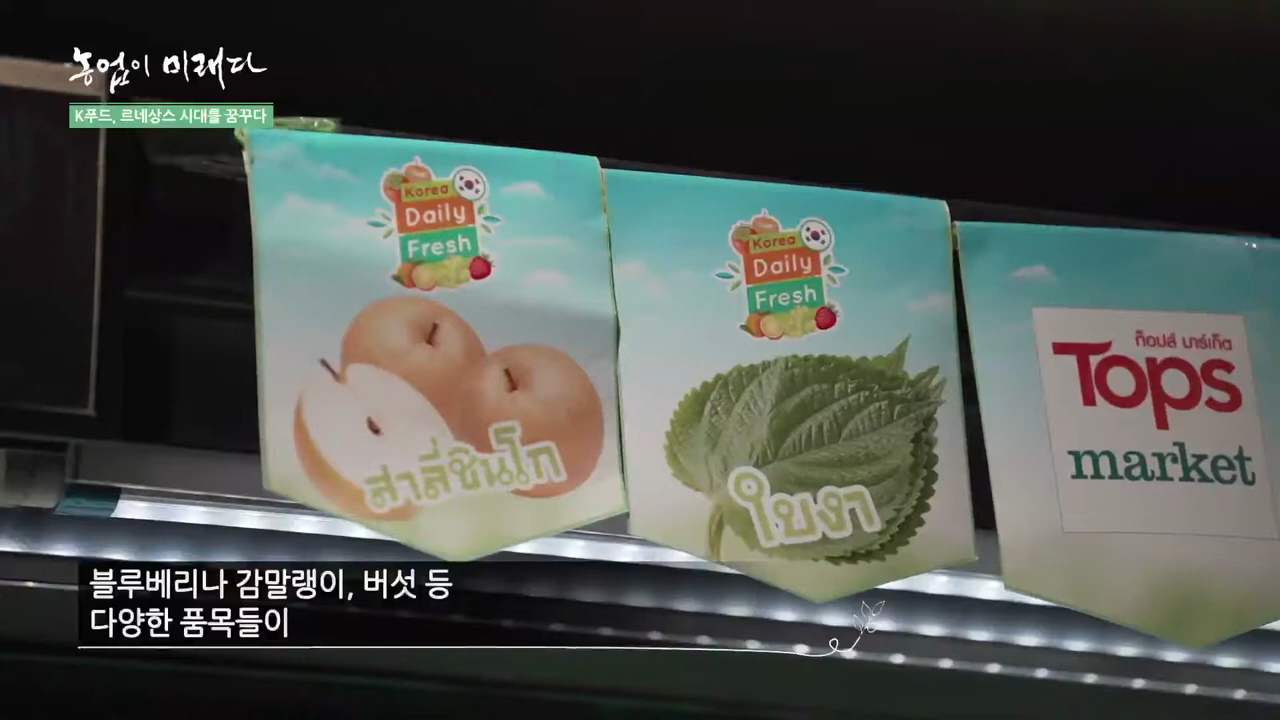 농업이 미래다
K푸드, 르네상스 시대를 꿈꾸다
Korea
Daily
Fresh
สาลี่ชินโก
Korea
Daily
Fresh
ใบงา
ท็อปส์ มาร์เก็ต
Tops
market
블루베리나 감말랭이, 버섯 등
다양한 품목들이